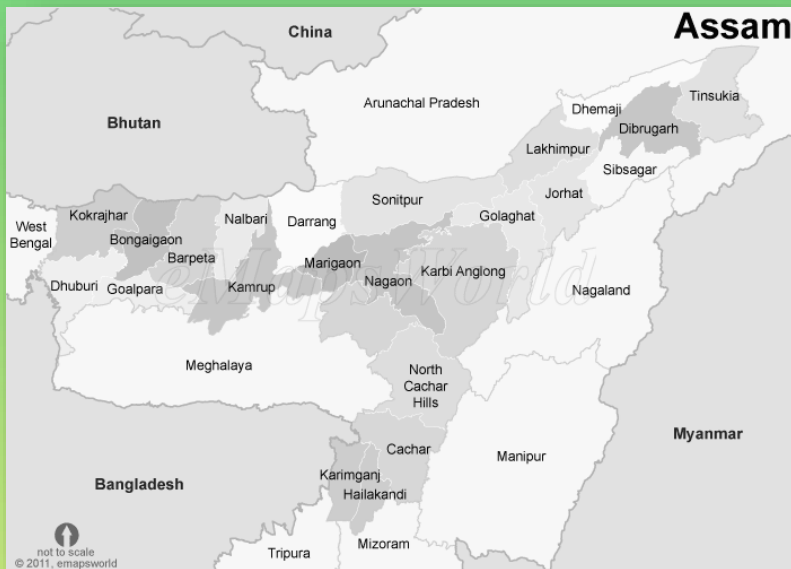 Assam
China
Arunachal Pradesh
Dhemaji
Tinsukia
Bhutan
Dibrugarh
Lakhimpur
Sibsagar
Kokrajhar
Nalbari
Sonitpur
Jorhat
West
Bengal
Darrang
Golaghat
Bongaigaon
Barpeta
Marigaon
Karbi Anglong
Dhuburi
Goalpara
Kamrup
Nagaon
Nagaland
eMapsWorld
Meghalaya
North
Cachar
Hills
Myanmar
Cachar
Manipur
Karimganj
Bangladesh
Hailakandi
Mizoram
Tripura
not to scale
© 2011, emapsworld